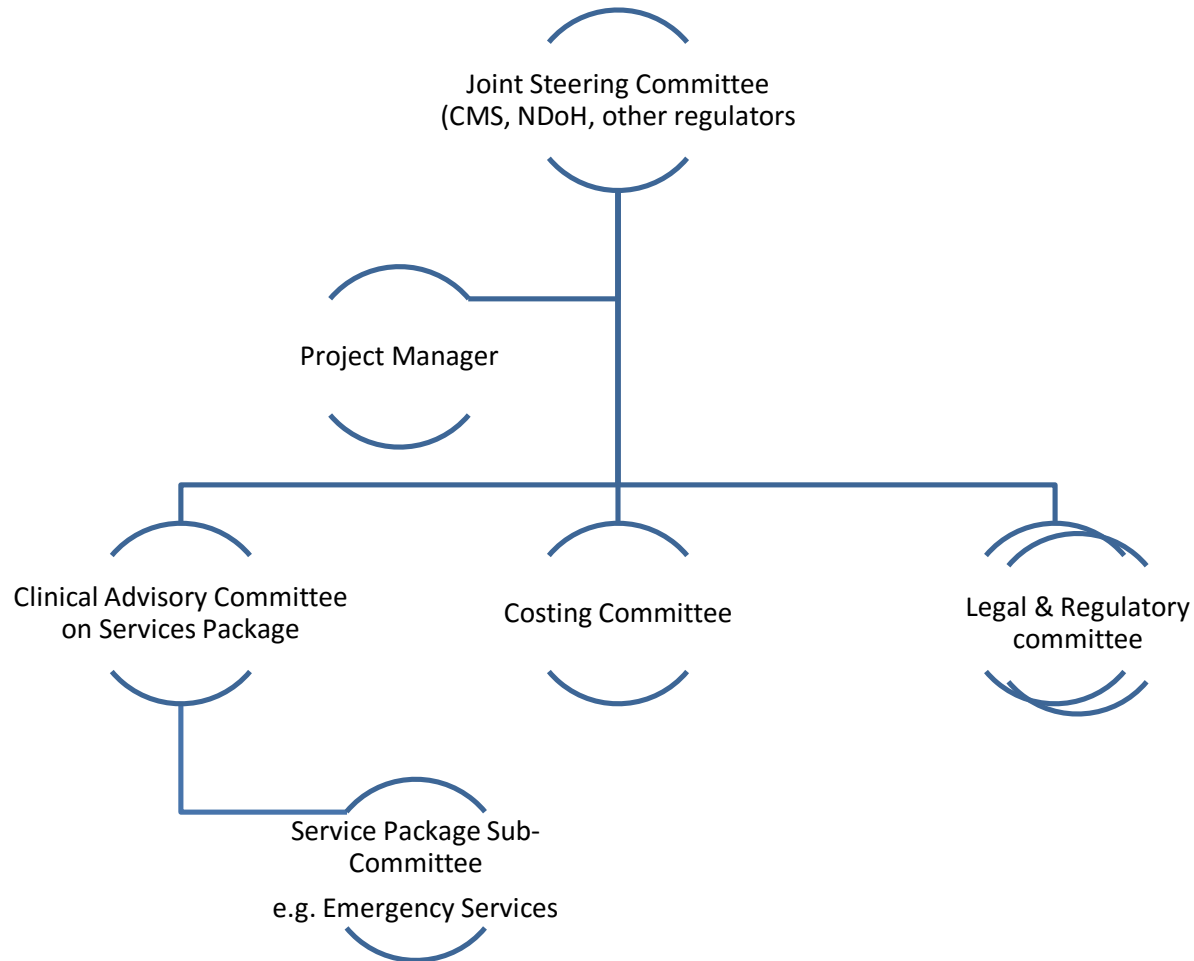 Joint Steering Committee
(CMS, NDoH, other regulators
Project Manager
Clinical Advisory Committee
on Services Package
Costing Committee
Legal & Regulatory
committee
Service Package Sub-
Committee
e.g. Emergency Services